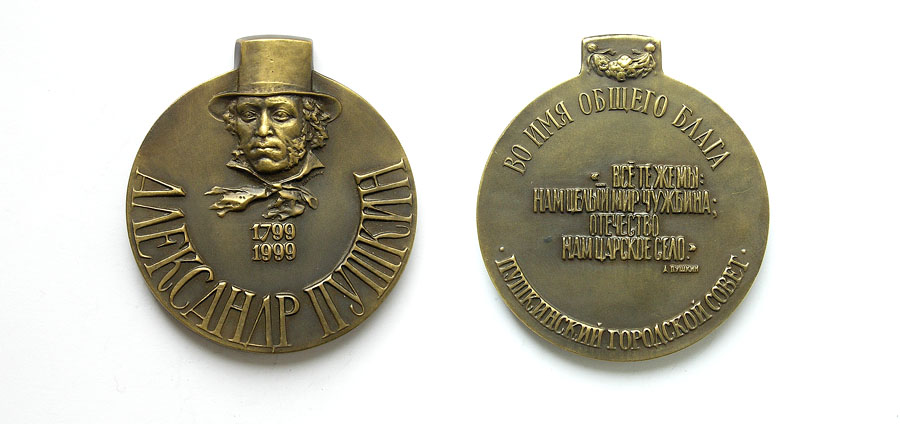 1799
1999
АЛЕКСАНДР ПУШКИН
ВО ИМЯ ОБЩЕГО БЛАГА
« ВСЁ ТЕ ЖЕ МЫ:
НАМ ЦЕЛЫЙ МИР ЧУЖБИНА;
ОТЕЧЕСТВО
НАМ ЦАРСКОЕ СЕЛО.»
А. ПУШКИН
· ПУШКИНСКИЙ ГОРОДСКОЙ СОВЕТ ·